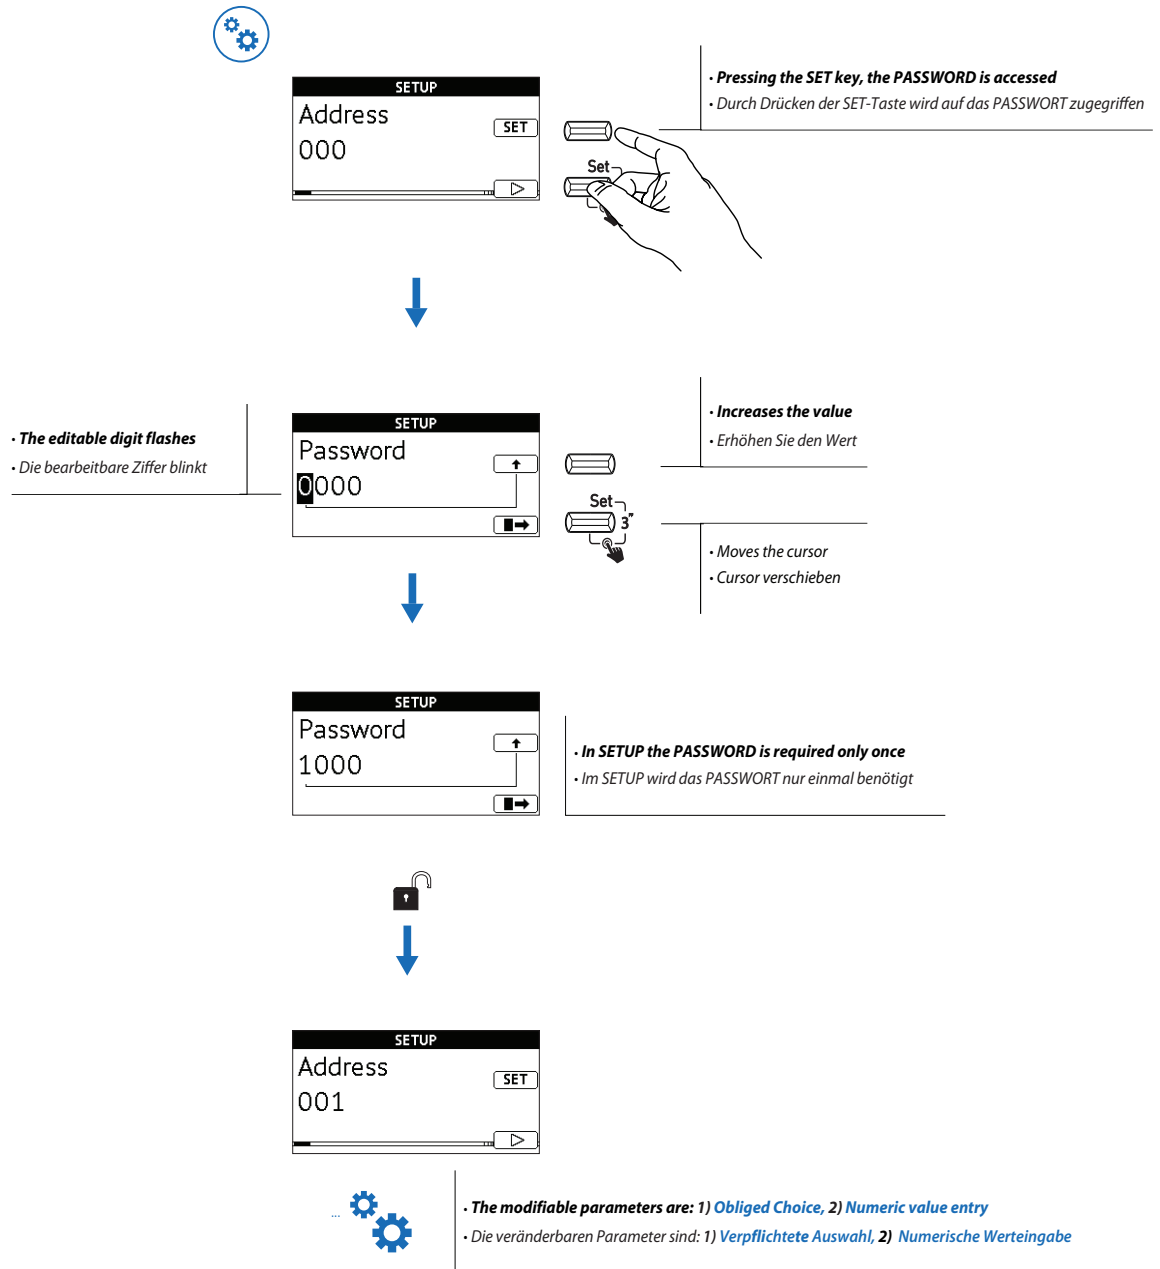 SETUP
Address
SET
000
Set
• Pressing the SET key, the PASSWORD is accessed
• Durch Drücken der SET-Taste wird auf das PASSWORT zugegriffen
• The editable digit flashes
• Die bearbeitbare Ziffer blinkt
SETUP
Password
0000
• Increases the value
• Erhöhen Sie den Wert
Set
3"
• Moves the cursor
• Cursor verschieben
SETUP
Password
1000
• In SETUP the PASSWORD is required only once
• Im SETUP wird das PASSWORT nur einmal benötigt
SETUP
Address
SET
001
...
• The modifiable parameters are: 1) Obliged Choice, 2) Numeric value entry
• Die veränderbaren Parameter sind: 1) Verpflichtete Auswahl, 2) Numerische Werteingabe